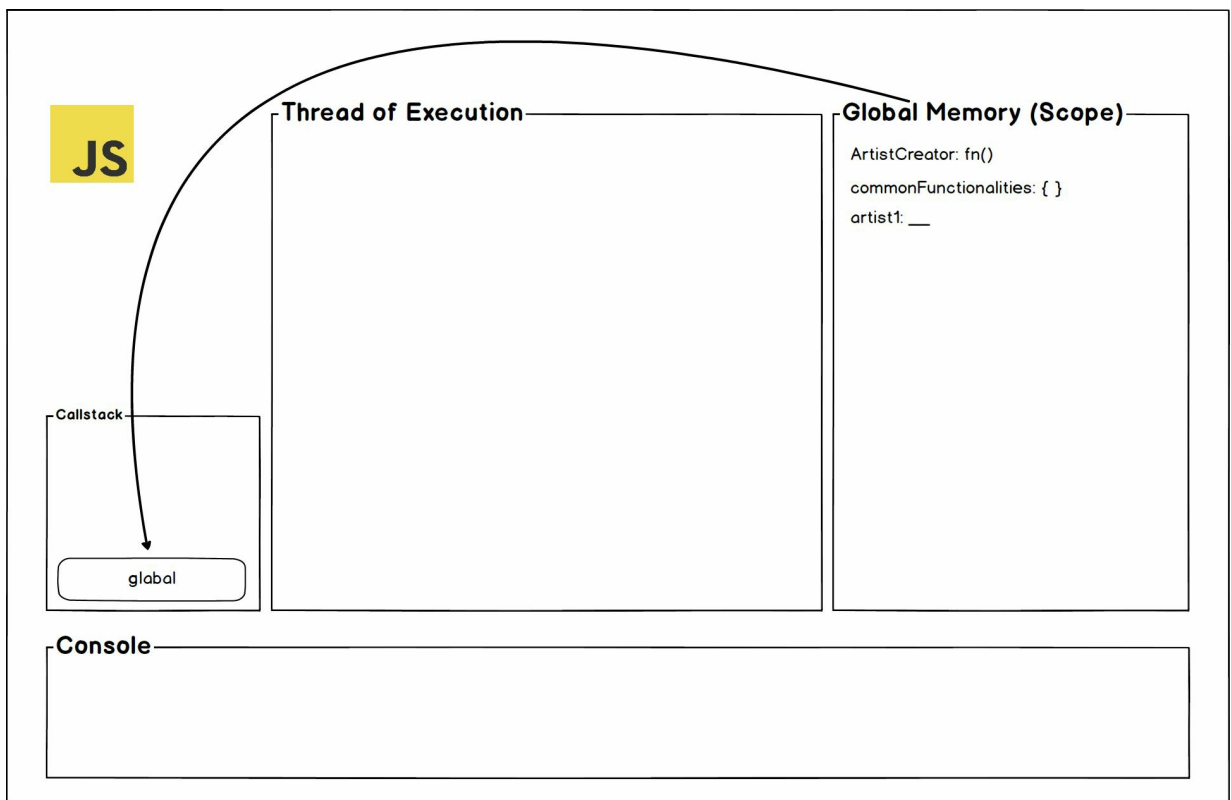 JS
Thread of Execution
Global Memory (Scope)
ArtistCreator: fn()
commonFunctionalities: { }
artist1: __
Callstack
glabal
Console